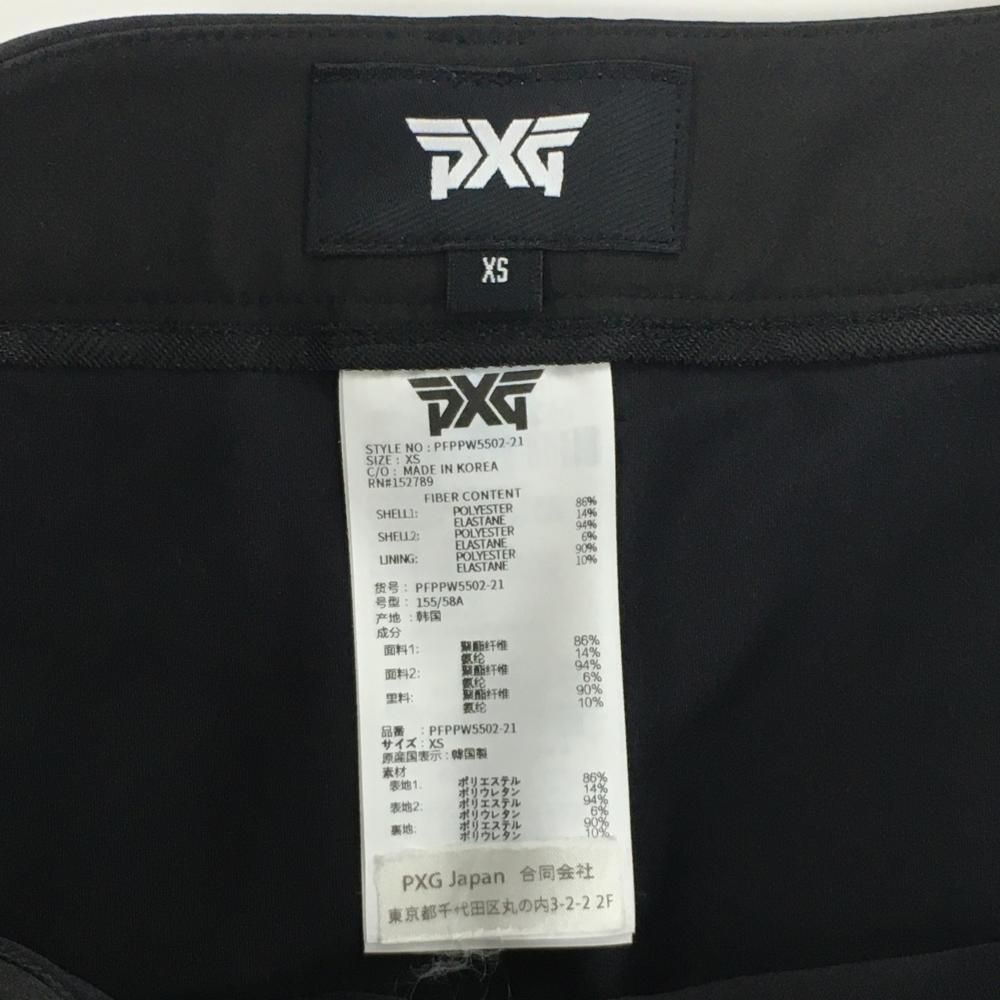 PXG
XS
PXG
STYLE NO : PFPPW5502-21
SIZE : XS
C/O : MADE IN KOREA
RN#152789
FIBER CONTENT
SHELL1: POLYESTER 86%
ELASTANE 14%
SHELL2: POLYESTER 94%
ELASTANE 6%
LINING: POLYESTER 90%
ELASTANE 10%
货号 : PFPPW5502-21
号型 : 155/58A
产地 : 韩国
成分
面料1: 聚酯纤维 86%
氨纶 14%
面料2: 聚酯纤维 94%
氨纶 6%
里料: 聚酯纤维 90%
氨纶 10%
品番 : PFPPW5502-21
サイズ : XS
原産国表示 : 韓国製
素材
表地1. ポリエステル 86%
ポリウレタン 14%
表地2: ポリエステル 94%
ポリウレタン 6%
裏地: ポリエステル 90%
ポリウレタン 10%
PXG Japan 合同会社
東京都千代田区丸の内3-2-2 2F